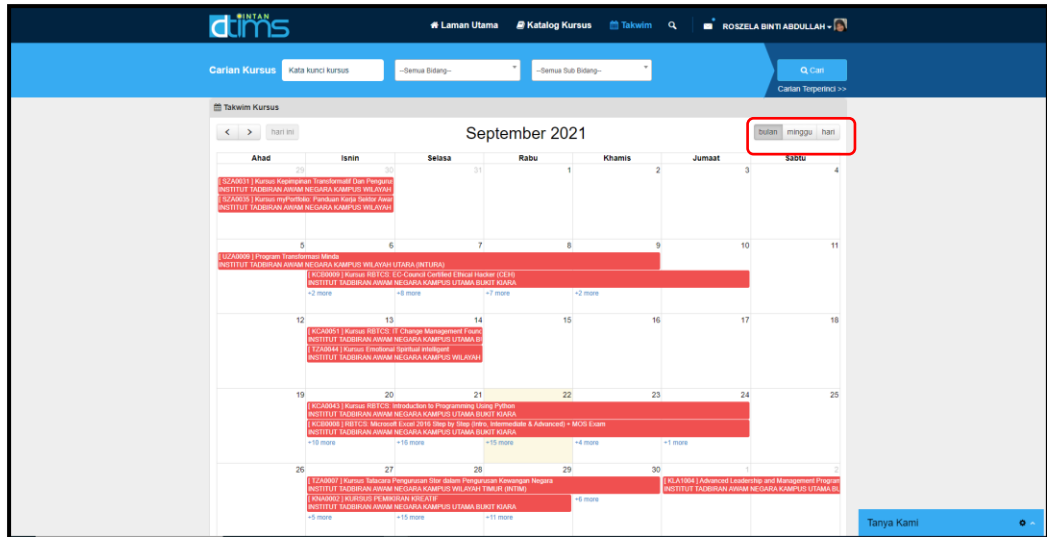 INTAN
dtims
Laman Utama
Katalog Kursus
Takwim
ROSZELA BINTI ABDULLAH
Carian Kursus
Kata kunci kursus
--Semua Bidang--
--Semua Sub Bidang--
Cari
Carian Terperinci >>
Takwim Kursus
< > hari ini
September 2021
bulan minggu hari
Ahad Isnin Selasa Rabu Khamis Jumaat Sabtu
29 30 31 1 2 3 4
[ SZA0031 ] Kursus Kepimpinan Transformatif Dan Pengurus
INSTITUT TADBIRAN AWAM NEGARA KAMPUS WILAYAH
[ SZA0035 ] Kursus myPortfolio: Panduan Kerja Sektor Awam
INSTITUT TADBIRAN AWAM NEGARA KAMPUS WILAYAH
5 6 7 8 9 10 11
[ UZA0009 ] Program Transformasi Minda
INSTITUT TADBIRAN AWAM NEGARA KAMPUS WILAYAH UTARA (INTURA)
[ KCB0009 ] Kursus RBTCS: EC-Council Certified Ethical Hacker (CEH)
INSTITUT TADBIRAN AWAM NEGARA KAMPUS UTAMA BUKIT KIARA
+2 more +8 more +7 more +2 more
12 13 14 15 16 17 18
[ KCA0051 ] Kursus RBTCS: IT Change Management Found
INSTITUT TADBIRAN AWAM NEGARA KAMPUS UTAMA B
[ TZA0044 ] Kursus Emotional Spiritual intelligent
INSTITUT TADBIRAN AWAM NEGARA KAMPUS WILAYAH
19 20 21 22 23 24 25
[ KCA0043 ] Kursus RBTCS: Introduction to Programming Using Python
INSTITUT TADBIRAN AWAM NEGARA KAMPUS UTAMA BUKIT KIARA
[ KCB0008 ] RBTCS: Microsoft Excel 2016 Step by Step (Intro, Intermediate & Advanced) + MOS Exam
INSTITUT TADBIRAN AWAM NEGARA KAMPUS UTAMA BUKIT KIARA
+10 more +16 more +15 more +4 more +1 more
26 27 28 29 30 1 2
[ TZA0007 ] Kursus Tatacara Pengurusan Stor dalam Pengurusan Kewangan Negara
INSTITUT TADBIRAN AWAM NEGARA KAMPUS WILAYAH TIMUR (INTIM)
[ KLA1004 ] Advanced Leadership and Management Program
INSTITUT TADBIRAN AWAM NEGARA KAMPUS UTAMA BU
[ KNA0002 ] KURSUS PEMIKIRAN KREATIF
INSTITUT TADBIRAN AWAM NEGARA KAMPUS UTAMA BUKIT KIARA
+5 more +15 more +11 more +6 more
Tanya Kami